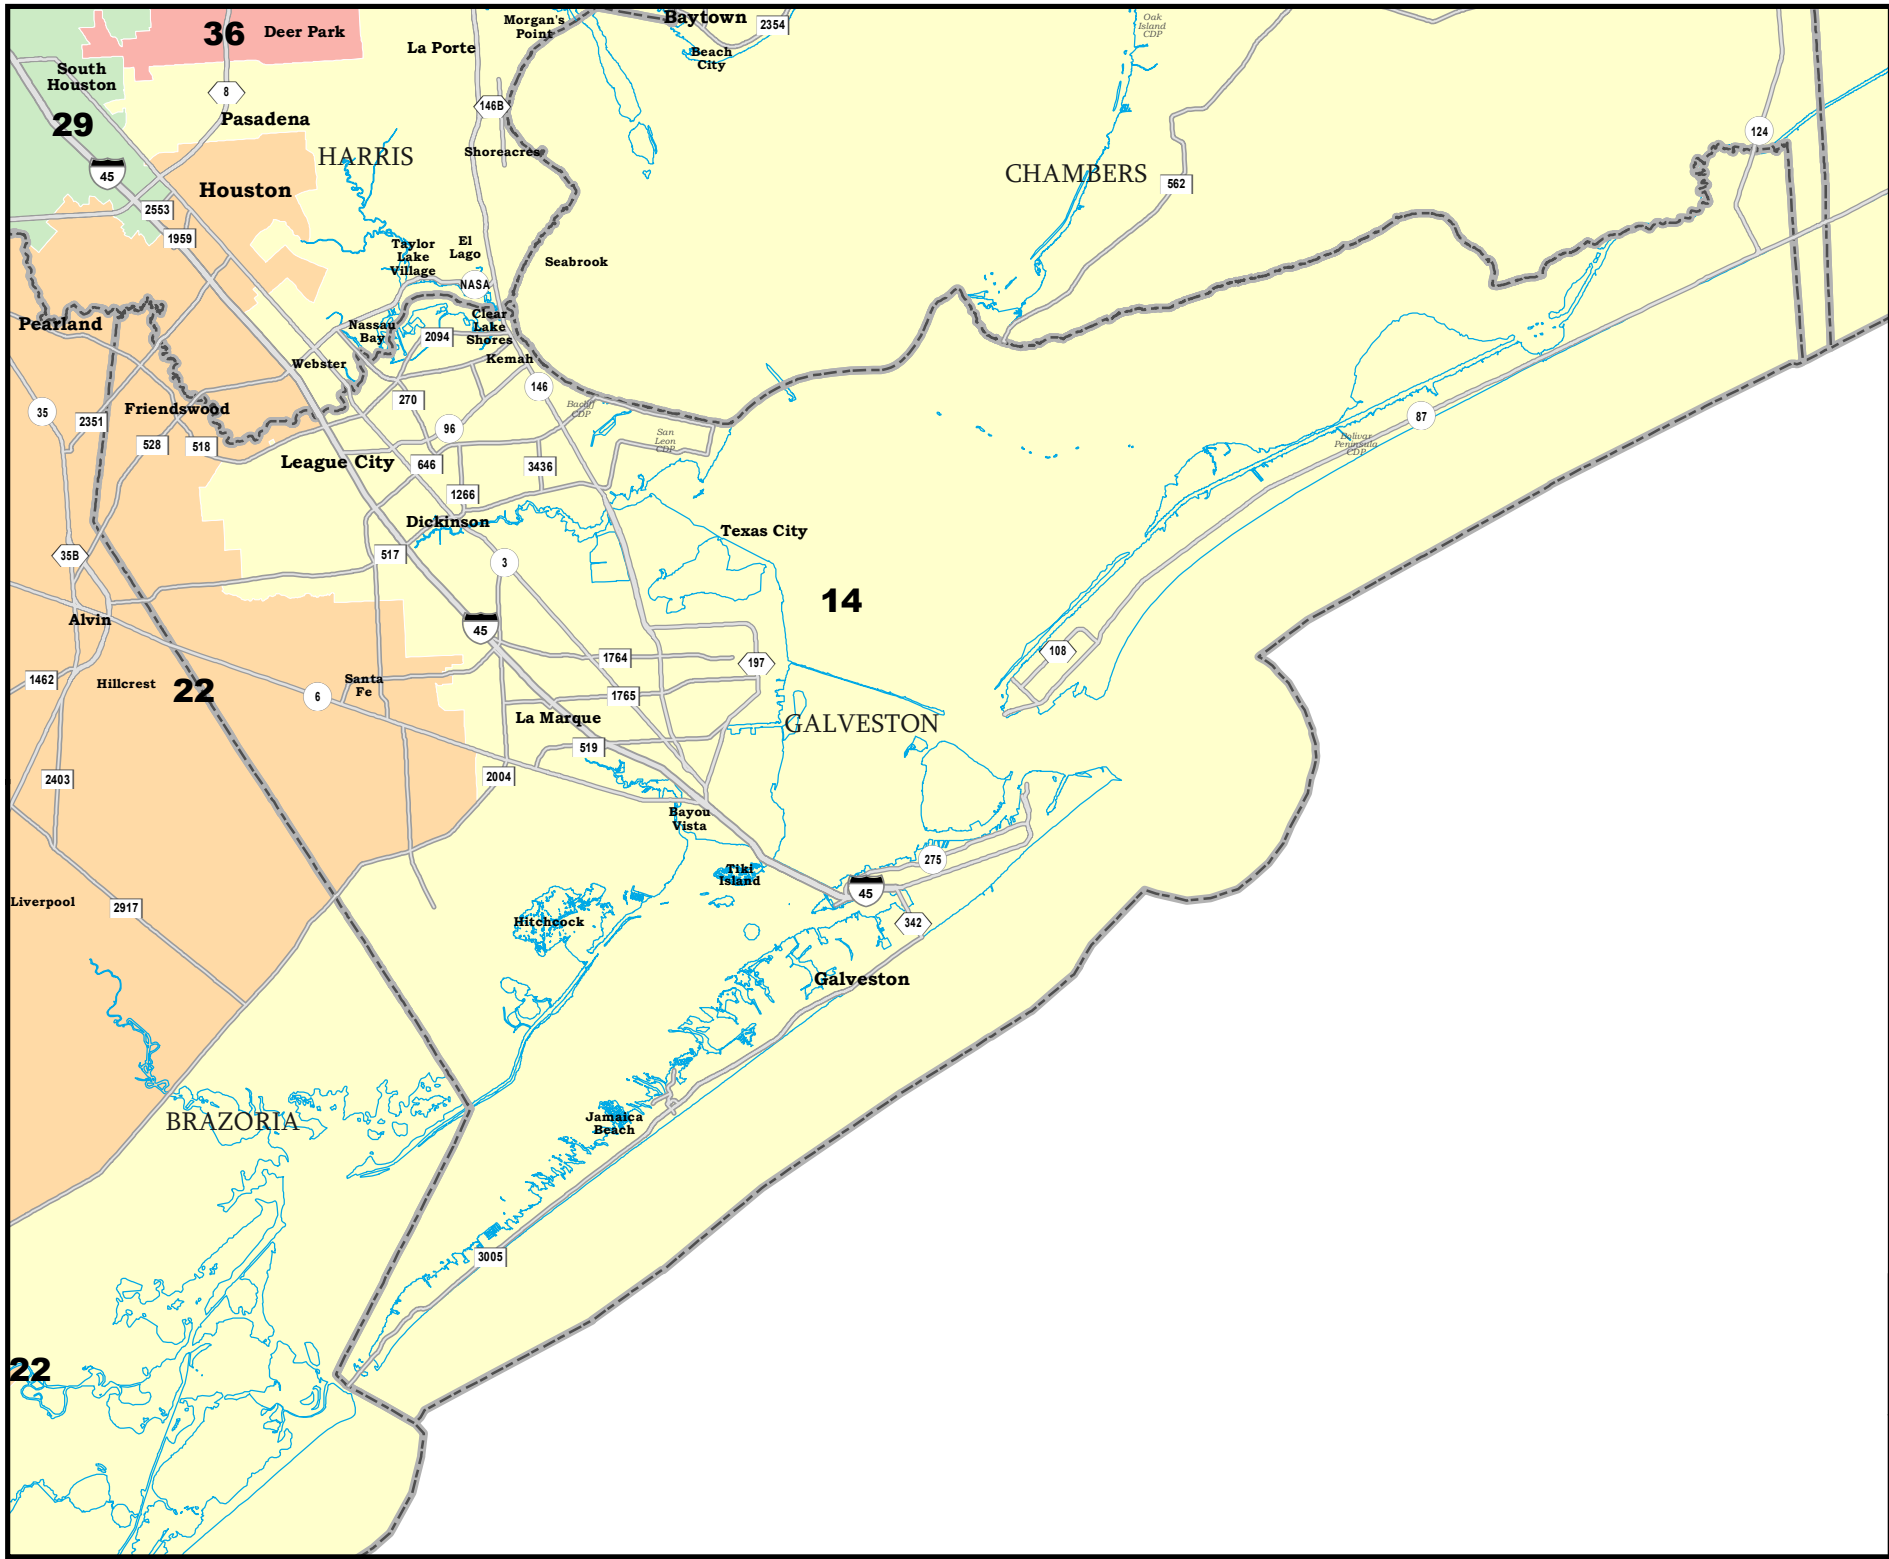 36
Deer Park
La Porte
Morgan's
Point
Baytown
2354
Beach
City
Oak
Island
CDP
South
Houston
8
146B
29
Pasadena
124
HARRIS
Shoreacres
CHAMBERS
562
45
Houston
2553
1959
Taylor
Lake
Village
El
Lago
Seabrook
NASA
Pearland
Nassau
Bay
2094
Clear
Lake
Shores
Webster
Kemah
146
270
35
2351
Friendswood
Bacliff
CDP
87
96
528
518
San
Leon
CDP
Bolivar
Peninsula
CDP
League City
646
3436
1266
Dickinson
Texas City
35B
517
3
14
Alvin
45
1764
197
108
1462
Hillcrest
22
6
Santa
Fe
1765
La Marque
GALVESTON
519
2403
2004
Bayou
Vista
275
Tiki
Island
45
Liverpool
2917
Hitchcock
342
Galveston
BRAZORIA
Jamaica
Beach
3005
22